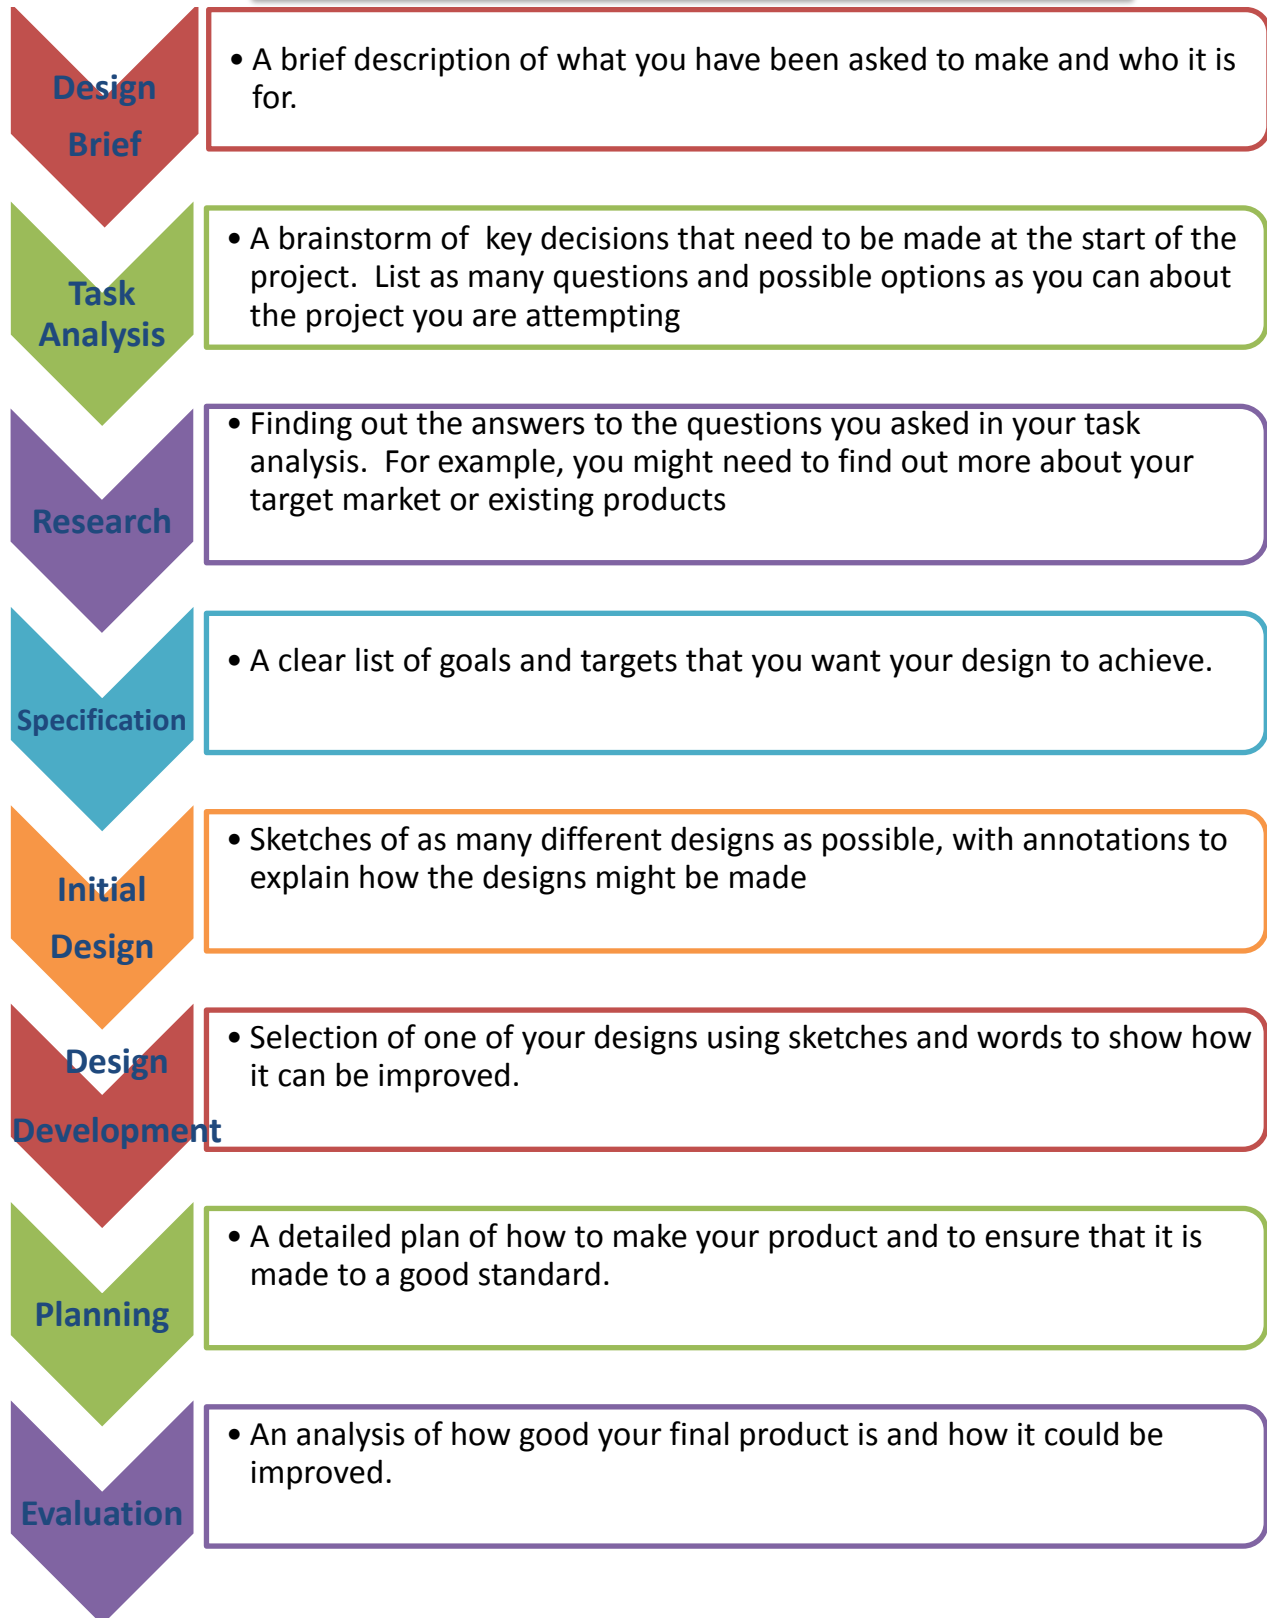 Design
Brief
• A brief description of what you have been asked to make and who it is
for.
Task
Analysis
• A brainstorm of  key decisions that need to be made at the start of the
project.  List as many questions and possible options as you can about
the project you are attempting
Research
• Finding out the answers to the questions you asked in your task
analysis.  For example, you might need to find out more about your
target market or existing products
Specification
• A clear list of goals and targets that you want your design to achieve.
Initial
Design
• Sketches of as many different designs as possible, with annotations to
explain how the designs might be made
Design
Development
• Selection of one of your designs using sketches and words to show how
it can be improved.
Planning
• A detailed plan of how to make your product and to ensure that it is
made to a good standard.
Evaluation
• An analysis of how good your final product is and how it could be
improved.